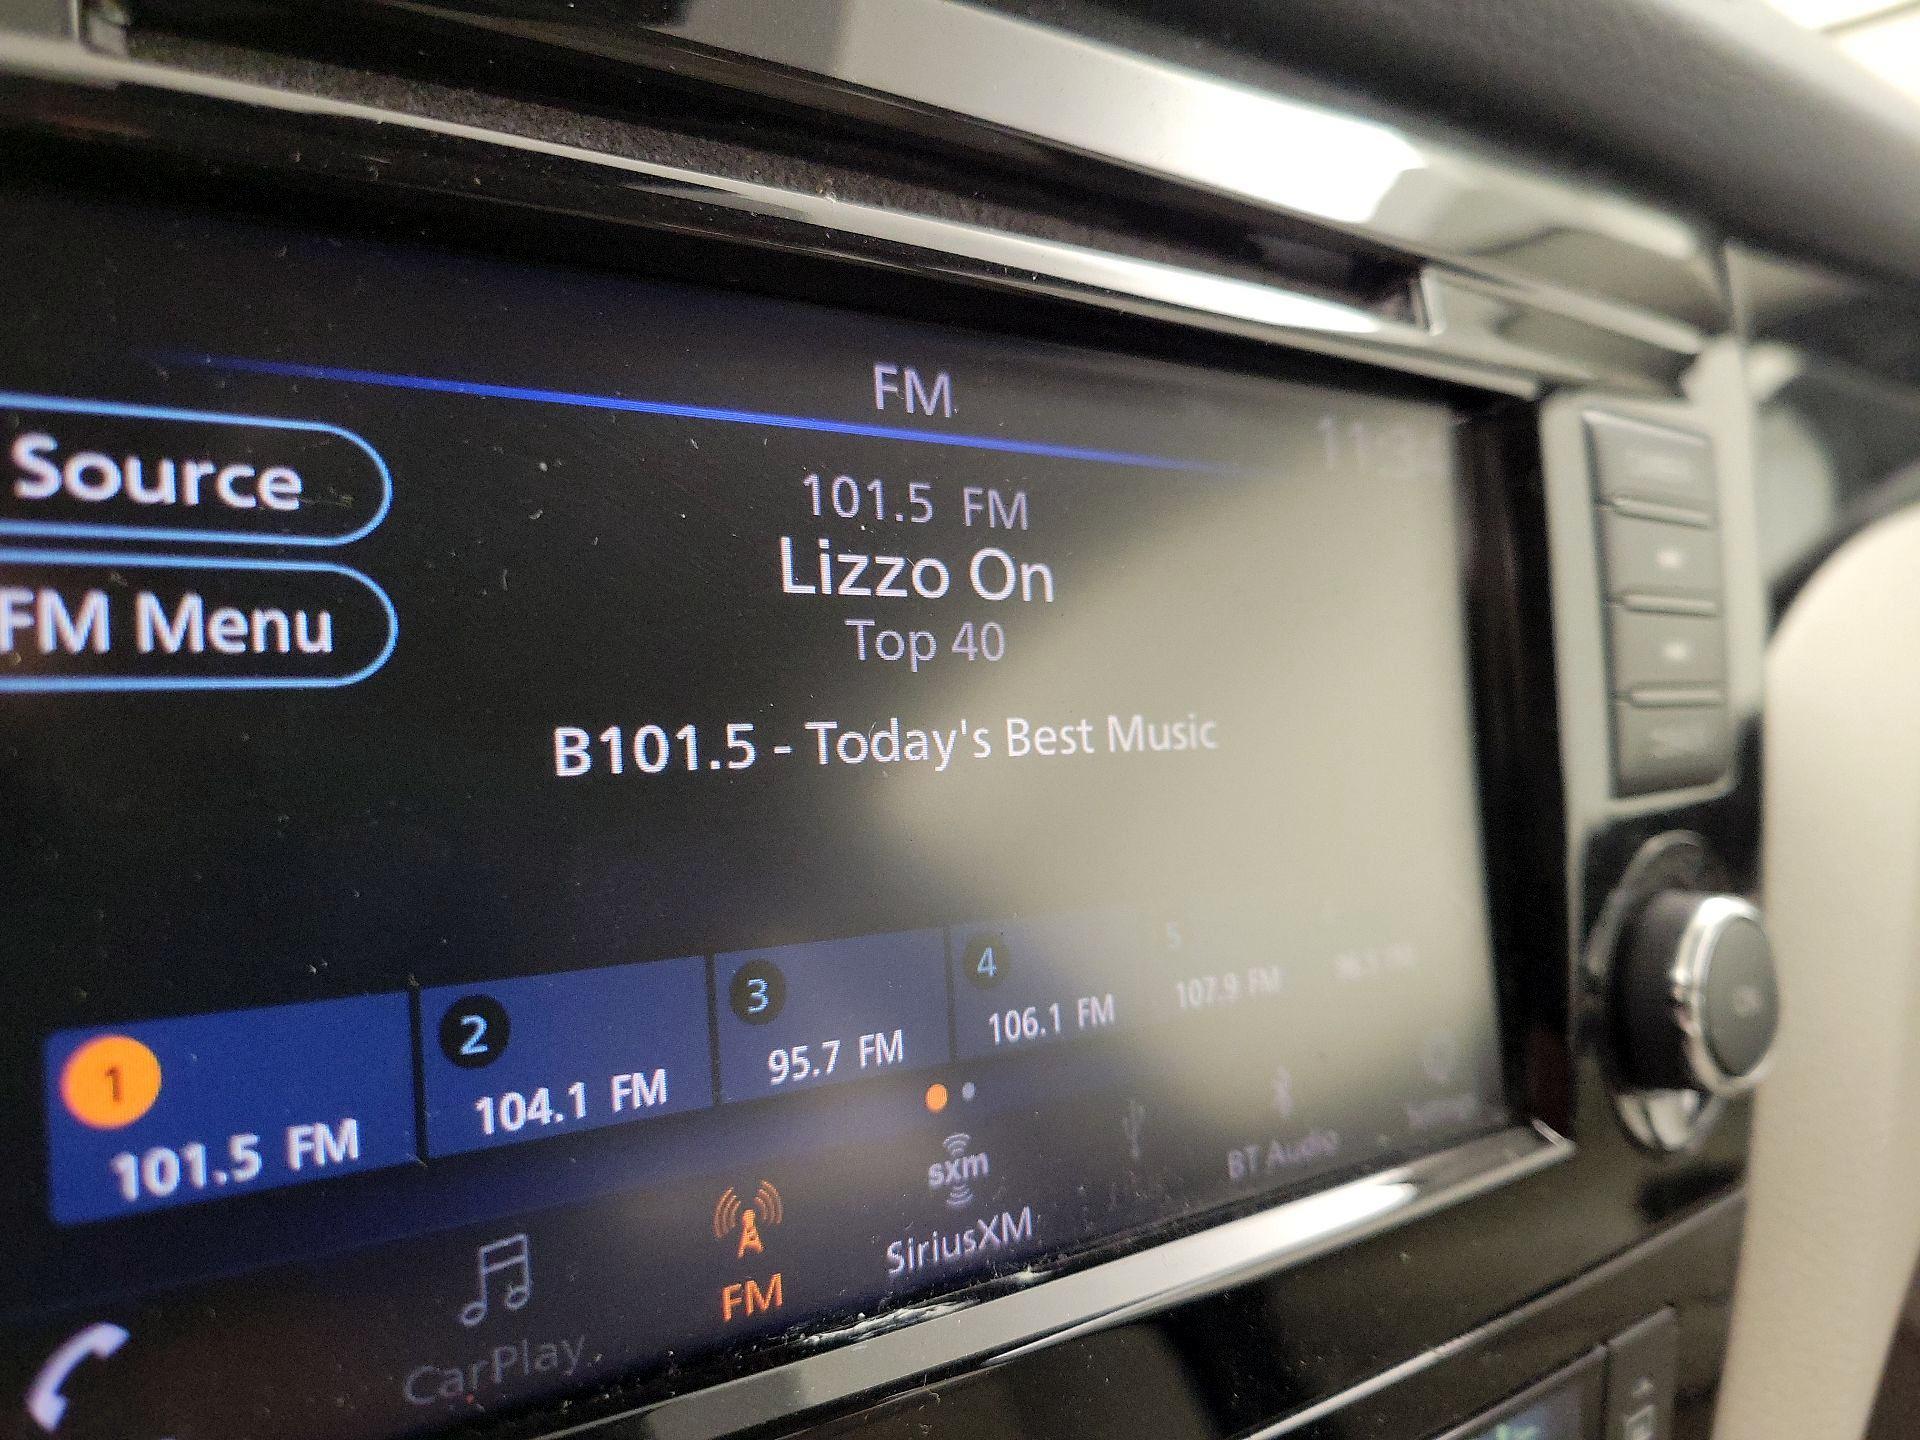 FM
Source
101.5 FM
Lizzo On
FM Menu
Top 40
B101.5 - Today's Best Music
1
101.5 FM
2
104.1 FM
3
95.7 FM
4
106.1 FM
5
107.9 FM
CarPlay
FM
sxm
SiriusXM
BT Audio